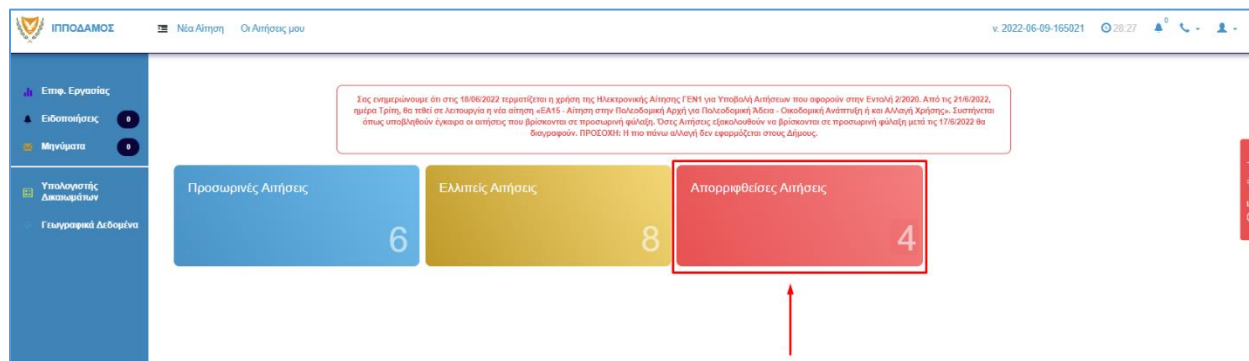 ΙΠΠΟΔΑΜΟΣ
Νέα Αίτηση Οι Αιτήσεις μου
v. 2022-06-09-165021 28:27 0
Επιφ. Εργασίας
Ειδοποιήσεις 0
Μηνύματα 0
Υπολογιστής
Δικαιωμάτων
Γεωγραφικά Δεδομένα
Σας ενημερώνουμε ότι στις 18/06/2022 τερματίζεται η χρήση της Ηλεκτρονικής Αίτησης ΓΕΝ1 για Υποβολή Αιτήσεων που αφορούν στην Εντολή 2/2020. Από τις 21/6/2022,
ημέρα Τρίτη, θα τεθεί σε λειτουργία η νέα αίτηση «ΕΑ15 - Αίτηση στην Πολεοδομική Αρχή για Πολεοδομική Άδεια - Οικοδομική Ανάπτυξη ή και Αλλαγή Χρήσης». Συστήνεται
όπως υποβληθούν έγκαιρα οι αιτήσεις που βρίσκονται σε προσωρινή φύλαξη. Όσες Αιτήσεις εξακολουθούν να βρίσκονται σε προσωρινή φύλαξη μετά τις 17/6/2022 θα
διαγραφούν. ΠΡΟΣΟΧΗ: Η πιο πάνω αλλαγή δεν εφαρμόζεται στους Δήμους.
Προσωρινές Αιτήσεις
6
Ελλιπείς Αιτήσεις
8
Απορριφθείσες Αιτήσεις
4